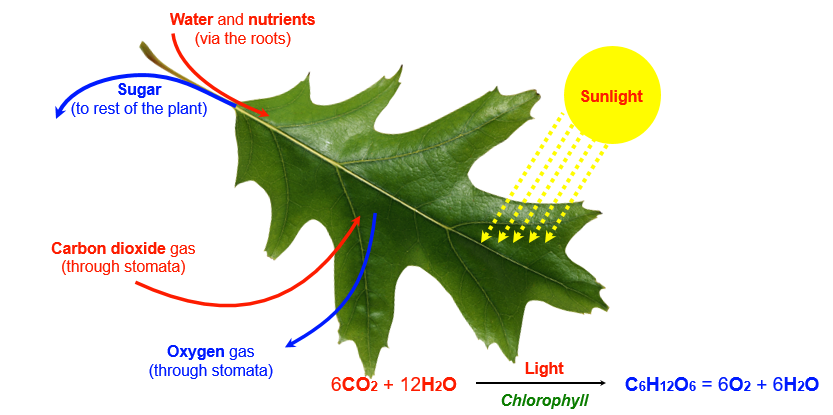 Water and nutrients
(via the roots)
Sugar
(to rest of the plant)
Sunlight
Carbon dioxide gas
(through stomata)
Oxygen gas
(through stomata)
6CO₂ + 12H₂O
Light
Chlorophyll
C₆H₁₂O₆ = 6O₂ + 6H₂O